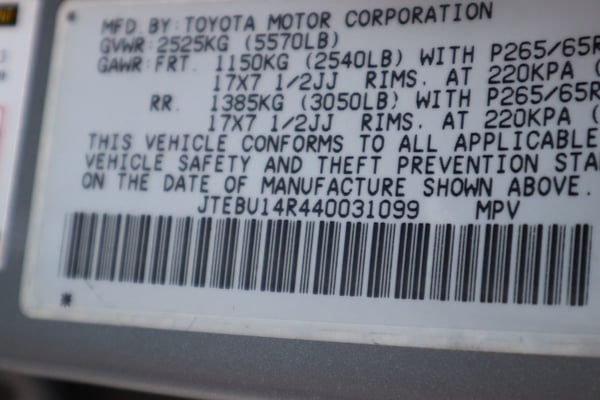 MFD BY:TOYOTA MOTOR CORPORATION
GVWR:2525KG (5570LB)
GAWR:FRT. 1150KG (2540LB) WITH P265/65R
17X7 1/2JJ RIMS. AT 220KPA (
RR. 1385KG (3050LB) WITH P265/65R
17X7 1/2JJ RIMS. AT 220KPA (
THIS VEHICLE CONFORMS TO ALL APPLICABLE
VEHICLE SAFETY AND THEFT PREVENTION STA
ON THE DATE OF MANUFACTURE SHOWN ABOVE.
JTEBU14R440031099 MPV
*